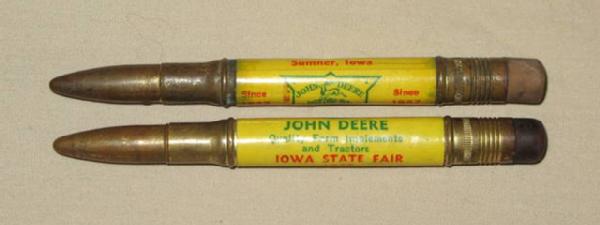 Sumner, Iowa
JOHN DEERE
Since
Since
JOHN DEERE
Quality Farm Implements
and Tractors
IOWA STATE FAIR